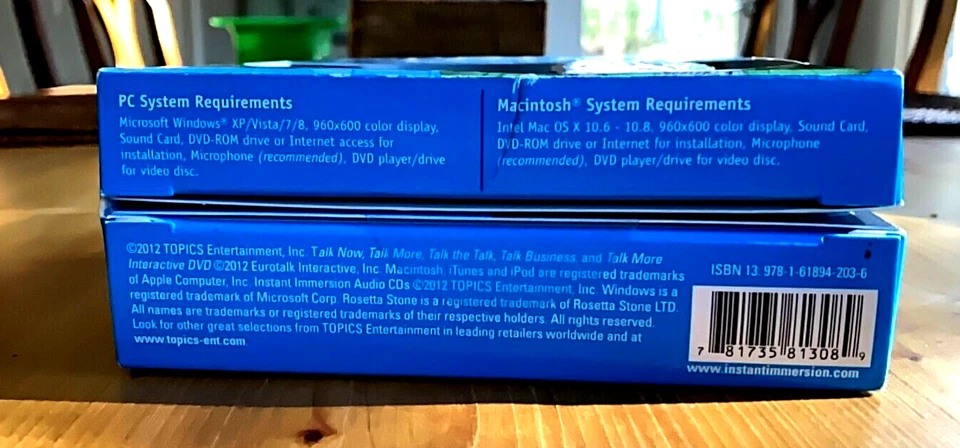 PC System Requirements
Microsoft Windows® XP/Vista/7/8, 960x600 color display,
Sound Card, DVD-ROM drive or Internet access for
installation, Microphone (recommended), DVD player/drive
for video disc.
Macintosh® System Requirements
Intel Mac OS X 10.6 - 10.8, 960x600 color display, Sound Card,
DVD-ROM drive or Internet for installation, Microphone
(recommended), DVD player/drive for video disc.
©2012 TOPICS Entertainment, Inc. Talk Now, Talk More, Talk the Talk, Talk Business, and Talk More
Interactive DVD ©2012 Eurotalk Interactive, Inc. Macintosh, iTunes and iPod are registered trademarks
of Apple Computer, Inc. Instant Immersion Audio CDs ©2012 TOPICS Entertainment, Inc. Windows is a
registered trademark of Microsoft Corp. Rosetta Stone is a registered trademark of Rosetta Stone LTD.
All names are trademarks or registered trademarks of their respective holders. All rights reserved.
Look for other great selections from TOPICS Entertainment in leading retailers worldwide and at
www.topics-ent.com.
ISBN 13: 978-1-61894-203-6
7 81735 81308 9
www.instantimmersion.com